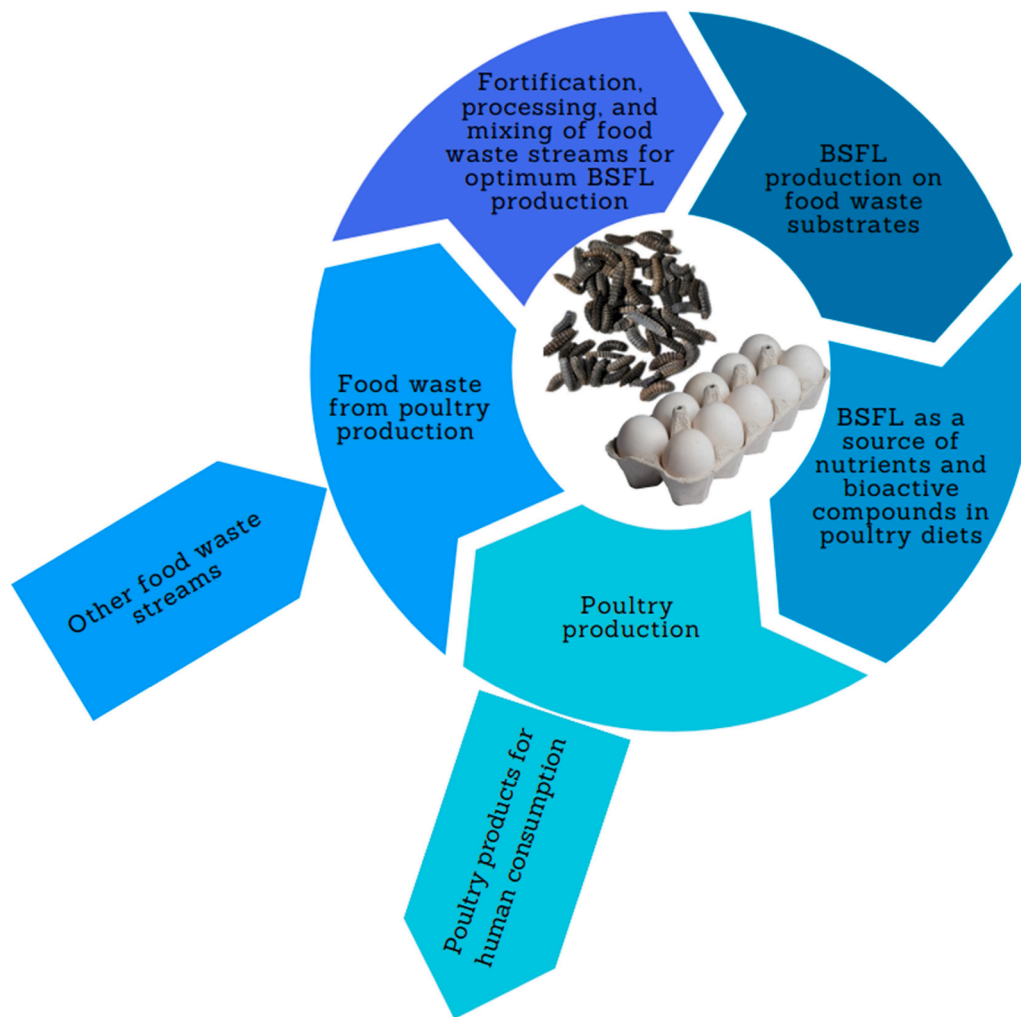 Fortification,
processing, and
mixing of food
waste streams for
optimum BSFL
production
BSFL
production on
food waste
substrates
BSFL as a
source of
nutrients and
bioactive
compounds in
poultry diets
Poultry
production
Poultry products for
human consumption
Food waste
from poultry
production
Other food waste
streams